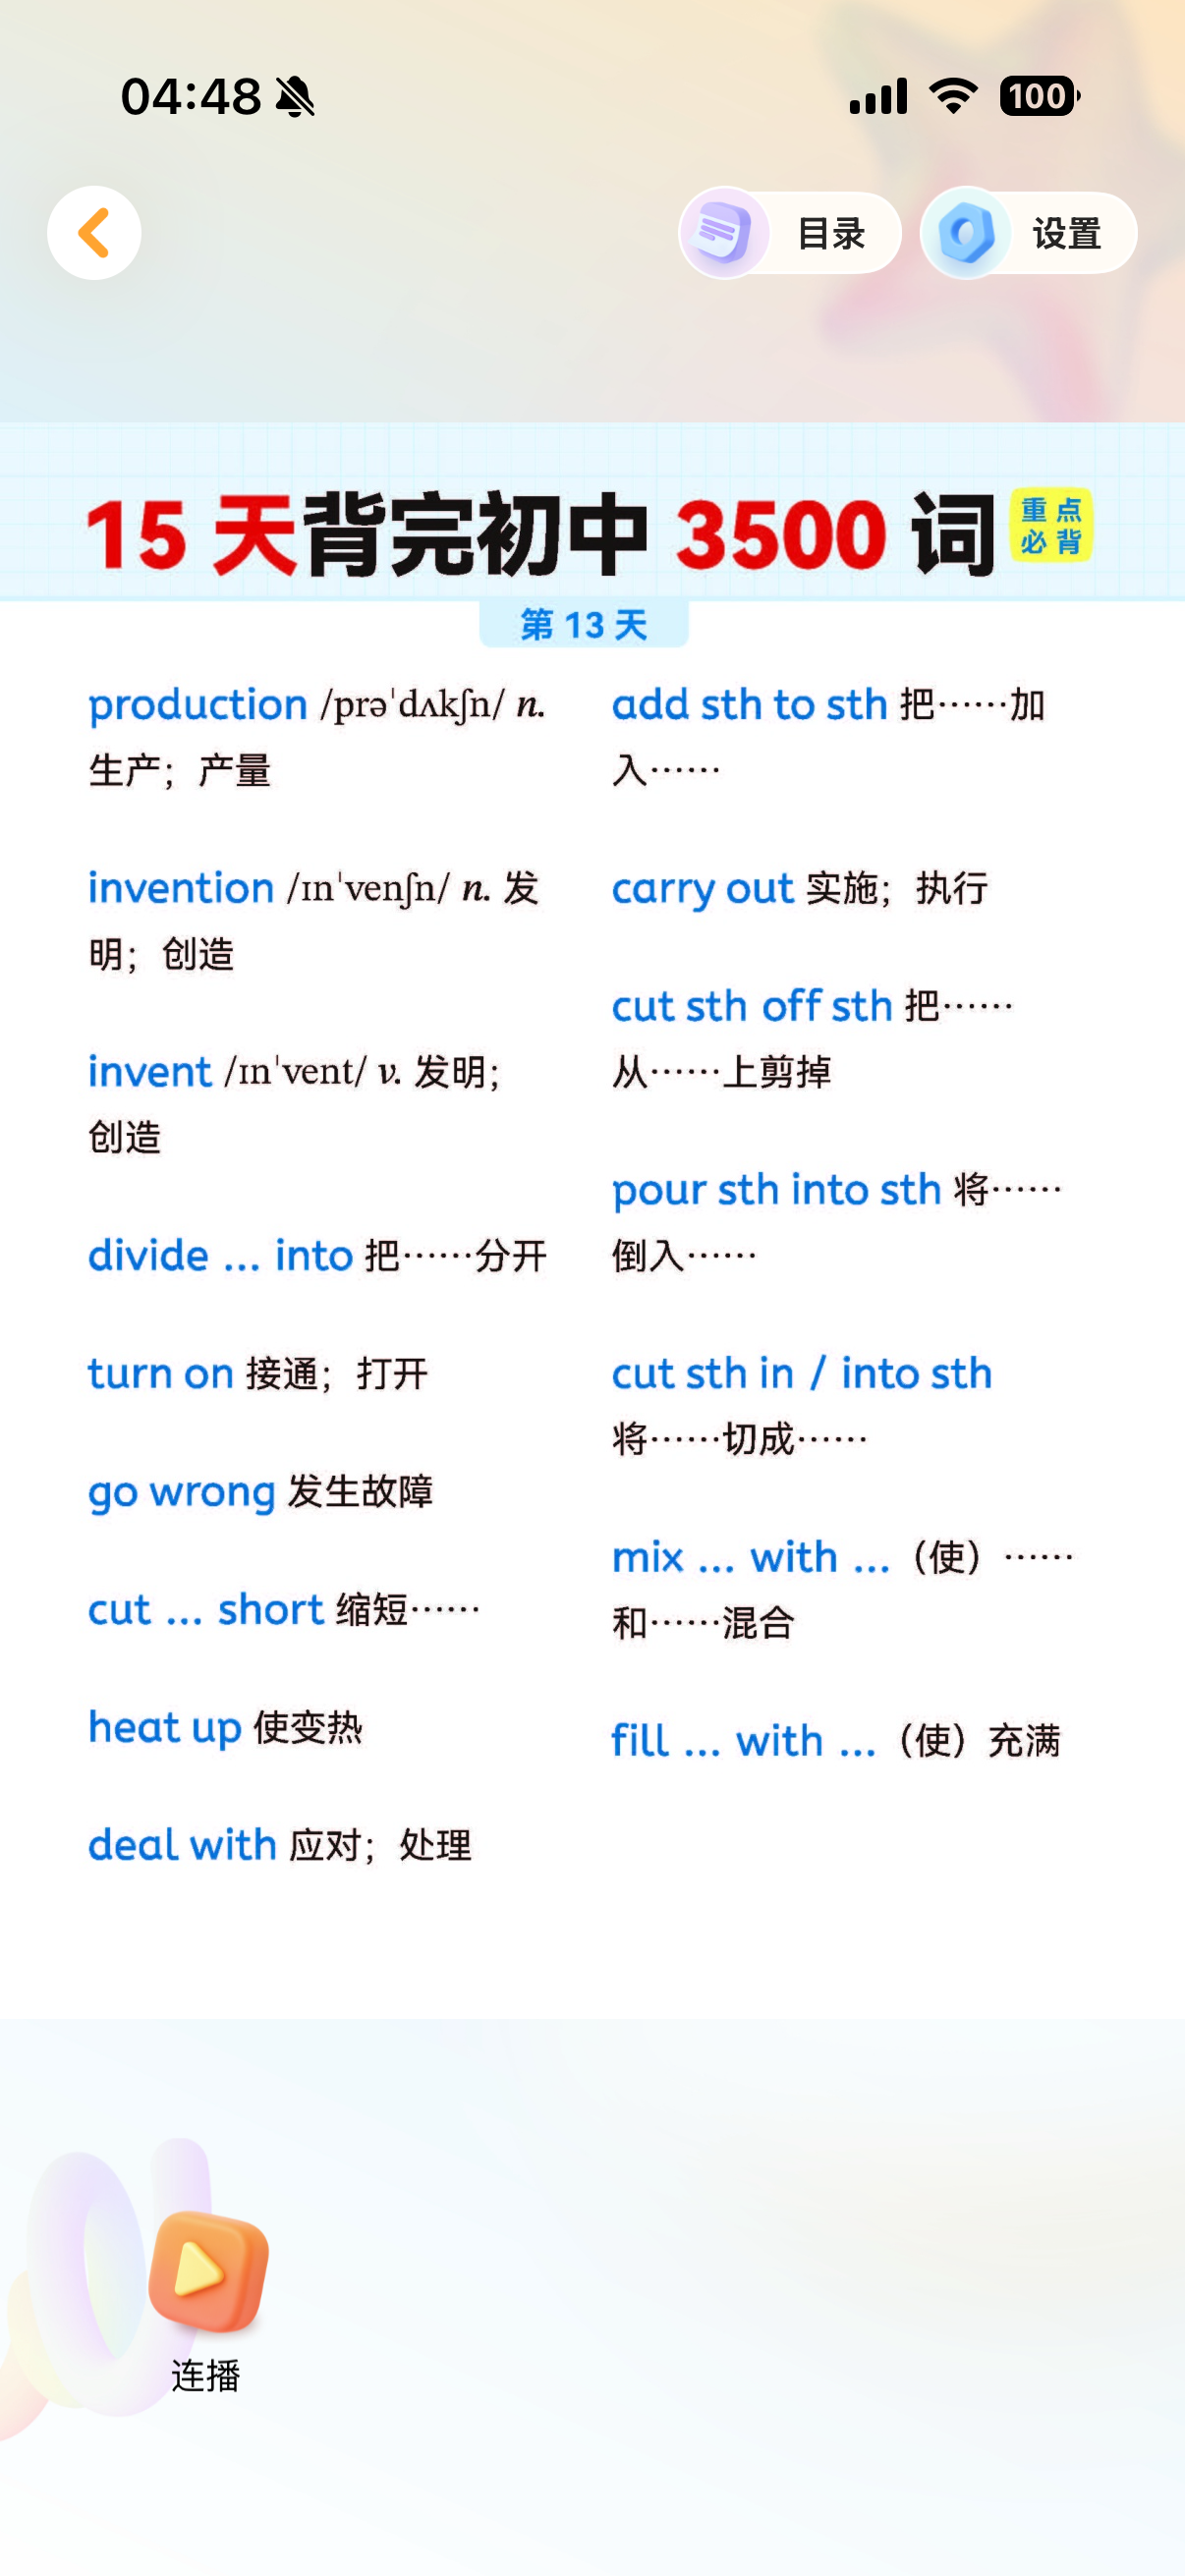 04:48
100
目录
设置
15 天背完初中 3500 词
重点
必背
第 13 天
production /prəˈdʌkʃn/ n.
生产；产量
invention /ɪnˈvenʃn/ n. 发
明；创造
invent /ɪnˈvent/ v. 发明；
创造
divide ... into 把……分开
turn on 接通；打开
go wrong 发生故障
cut ... short 缩短……
heat up 使变热
deal with 应对；处理
add sth to sth 把……加
入……
carry out 实施；执行
cut sth off sth 把……
从……上剪掉
pour sth into sth 将……
倒入……
cut sth in / into sth
将……切成……
mix ... with ...（使）……
和……混合
fill ... with ...（使）充满
连播